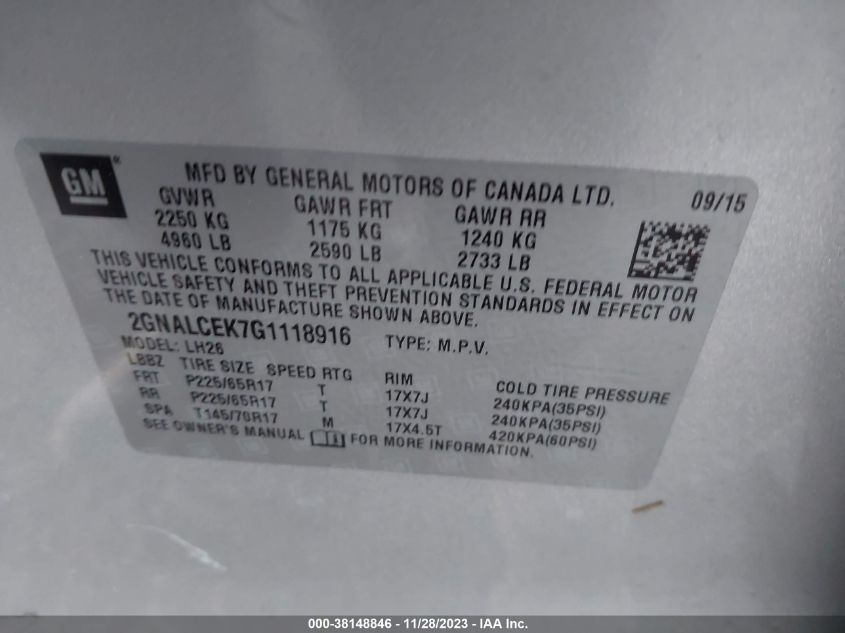 GM ®
MFD BY GENERAL MOTORS OF CANADA LTD. 09/15
GVWR GAWR FRT GAWR RR
2250 KG 1175 KG 1240 KG
4960 LB 2590 LB 2733 LB
THIS VEHICLE CONFORMS TO ALL APPLICABLE U.S. FEDERAL MOTOR
VEHICLE SAFETY AND THEFT PREVENTION STANDARDS IN EFFECT ON
THE DATE OF MANUFACTURE SHOWN ABOVE.
2GNALCEK7G1118916 TYPE: M.P.V.
MODEL: LH26
LBBZ TIRE SIZE SPEED RTG RIM COLD TIRE PRESSURE
FRT P225/65R17 T 17X7J 240KPA(35PSI)
RR P225/65R17 T 17X7J 240KPA(35PSI)
SPA T145/70R17 M 17X4.5T 420KPA(60PSI)
SEE OWNER'S MANUAL FOR MORE INFORMATION.
000-38148846 - 11/28/2023 - IAA Inc.